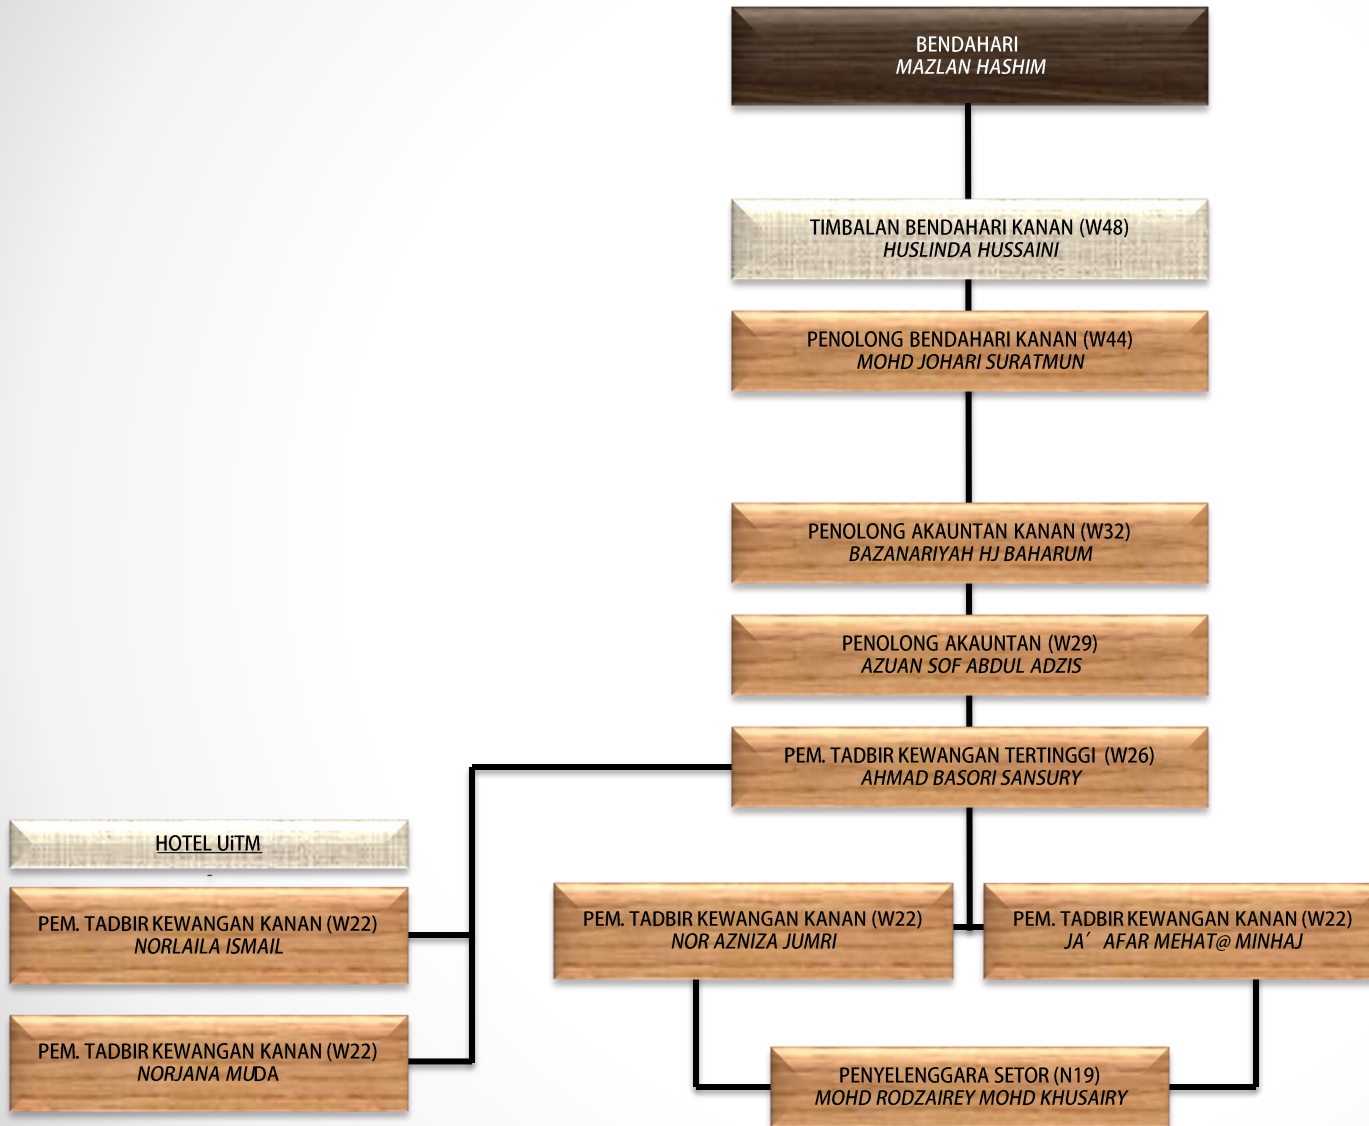 BENDAHARI
MAZLAN HASHIM
TIMBALAN BENDAHARI KANAN (W48)
HUSLINDA HUSSAINI
PENOLONG BENDAHARI KANAN (W44)
MOHD JOHARI SURATMUN
PENOLONG AKAUNTAN KANAN (W32)
BAZANARIYAH HJ BAHARUM
PENOLONG AKAUNTAN (W29)
AZUAN SOF ABDUL ADZIS
PEM. TADBIR KEWANGAN TERTINGGI (W26)
AHMAD BASORI SANSURY
HOTEL UiTM
-
PEM. TADBIR KEWANGAN KANAN (W22)
NORLAILA ISMAIL
PEM. TADBIR KEWANGAN KANAN (W22)
NORJANA MUDA
PEM. TADBIR KEWANGAN KANAN (W22)
NOR AZNIZA JUMRI
PEM. TADBIR KEWANGAN KANAN (W22)
JA´ AFAR MEHAT@ MINHAJ
PENYELENGGARA SETOR (N19)
MOHD RODZAIREY MOHD KHUSAIRY